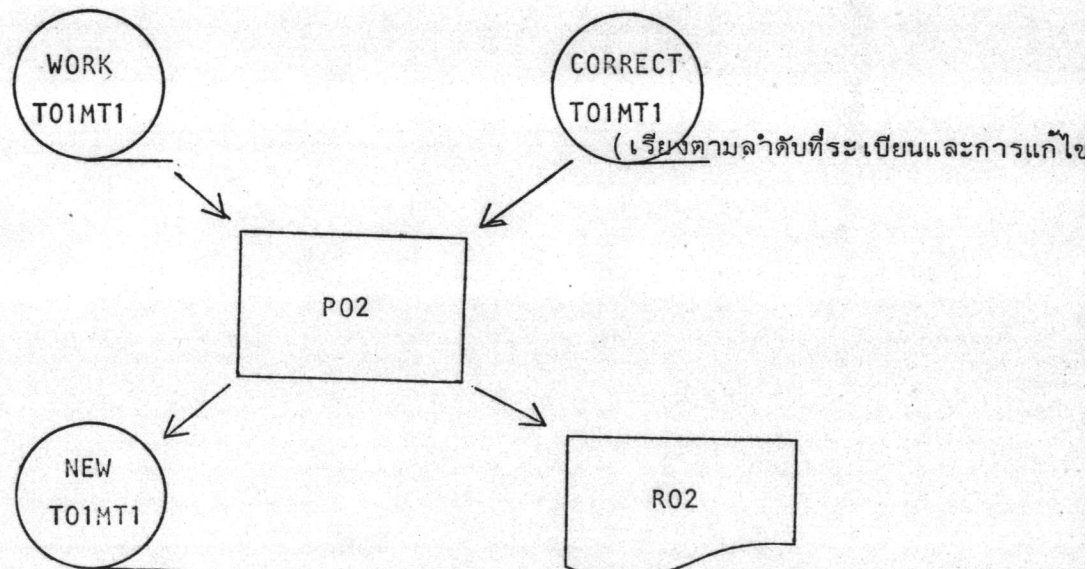 WORK
T01MT1
CORRECT
T01MT1
(เรียงตามลำดับที่ระเบียนและการแก้ไข
P02
NEW
T01MT1
R02